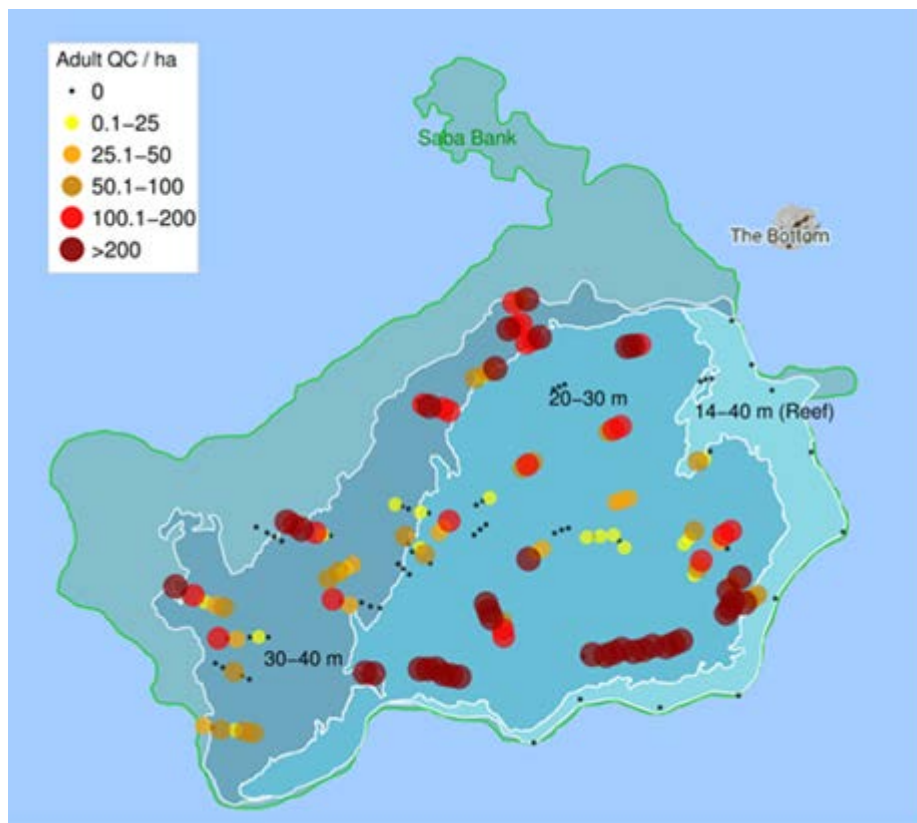 Adult QC / ha
0
0.1–25
25.1–50
50.1–100
100.1–200
>200
Saba Bank
The Bottom
20–30 m
14–40 m (Reef)
30–40 m